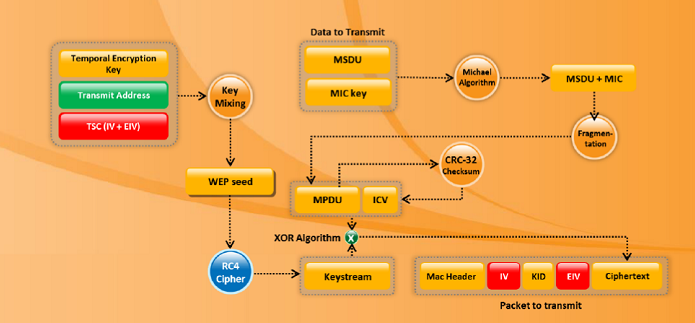 Data to Transmit
Temporal Encryption
Key
Transmit Address
TSC (IV + EIV)
Key
Mixing
MSDU
MIC key
Michael
Algorithm
MSDU + MIC
Fragmen-
tation
CRC-32
Checksum
WEP seed
MPDU
ICV
XOR Algorithm
X
RC4
Cipher
Keystream
Mac Header
IV
KID
EIV
Ciphertext
Packet to transmit